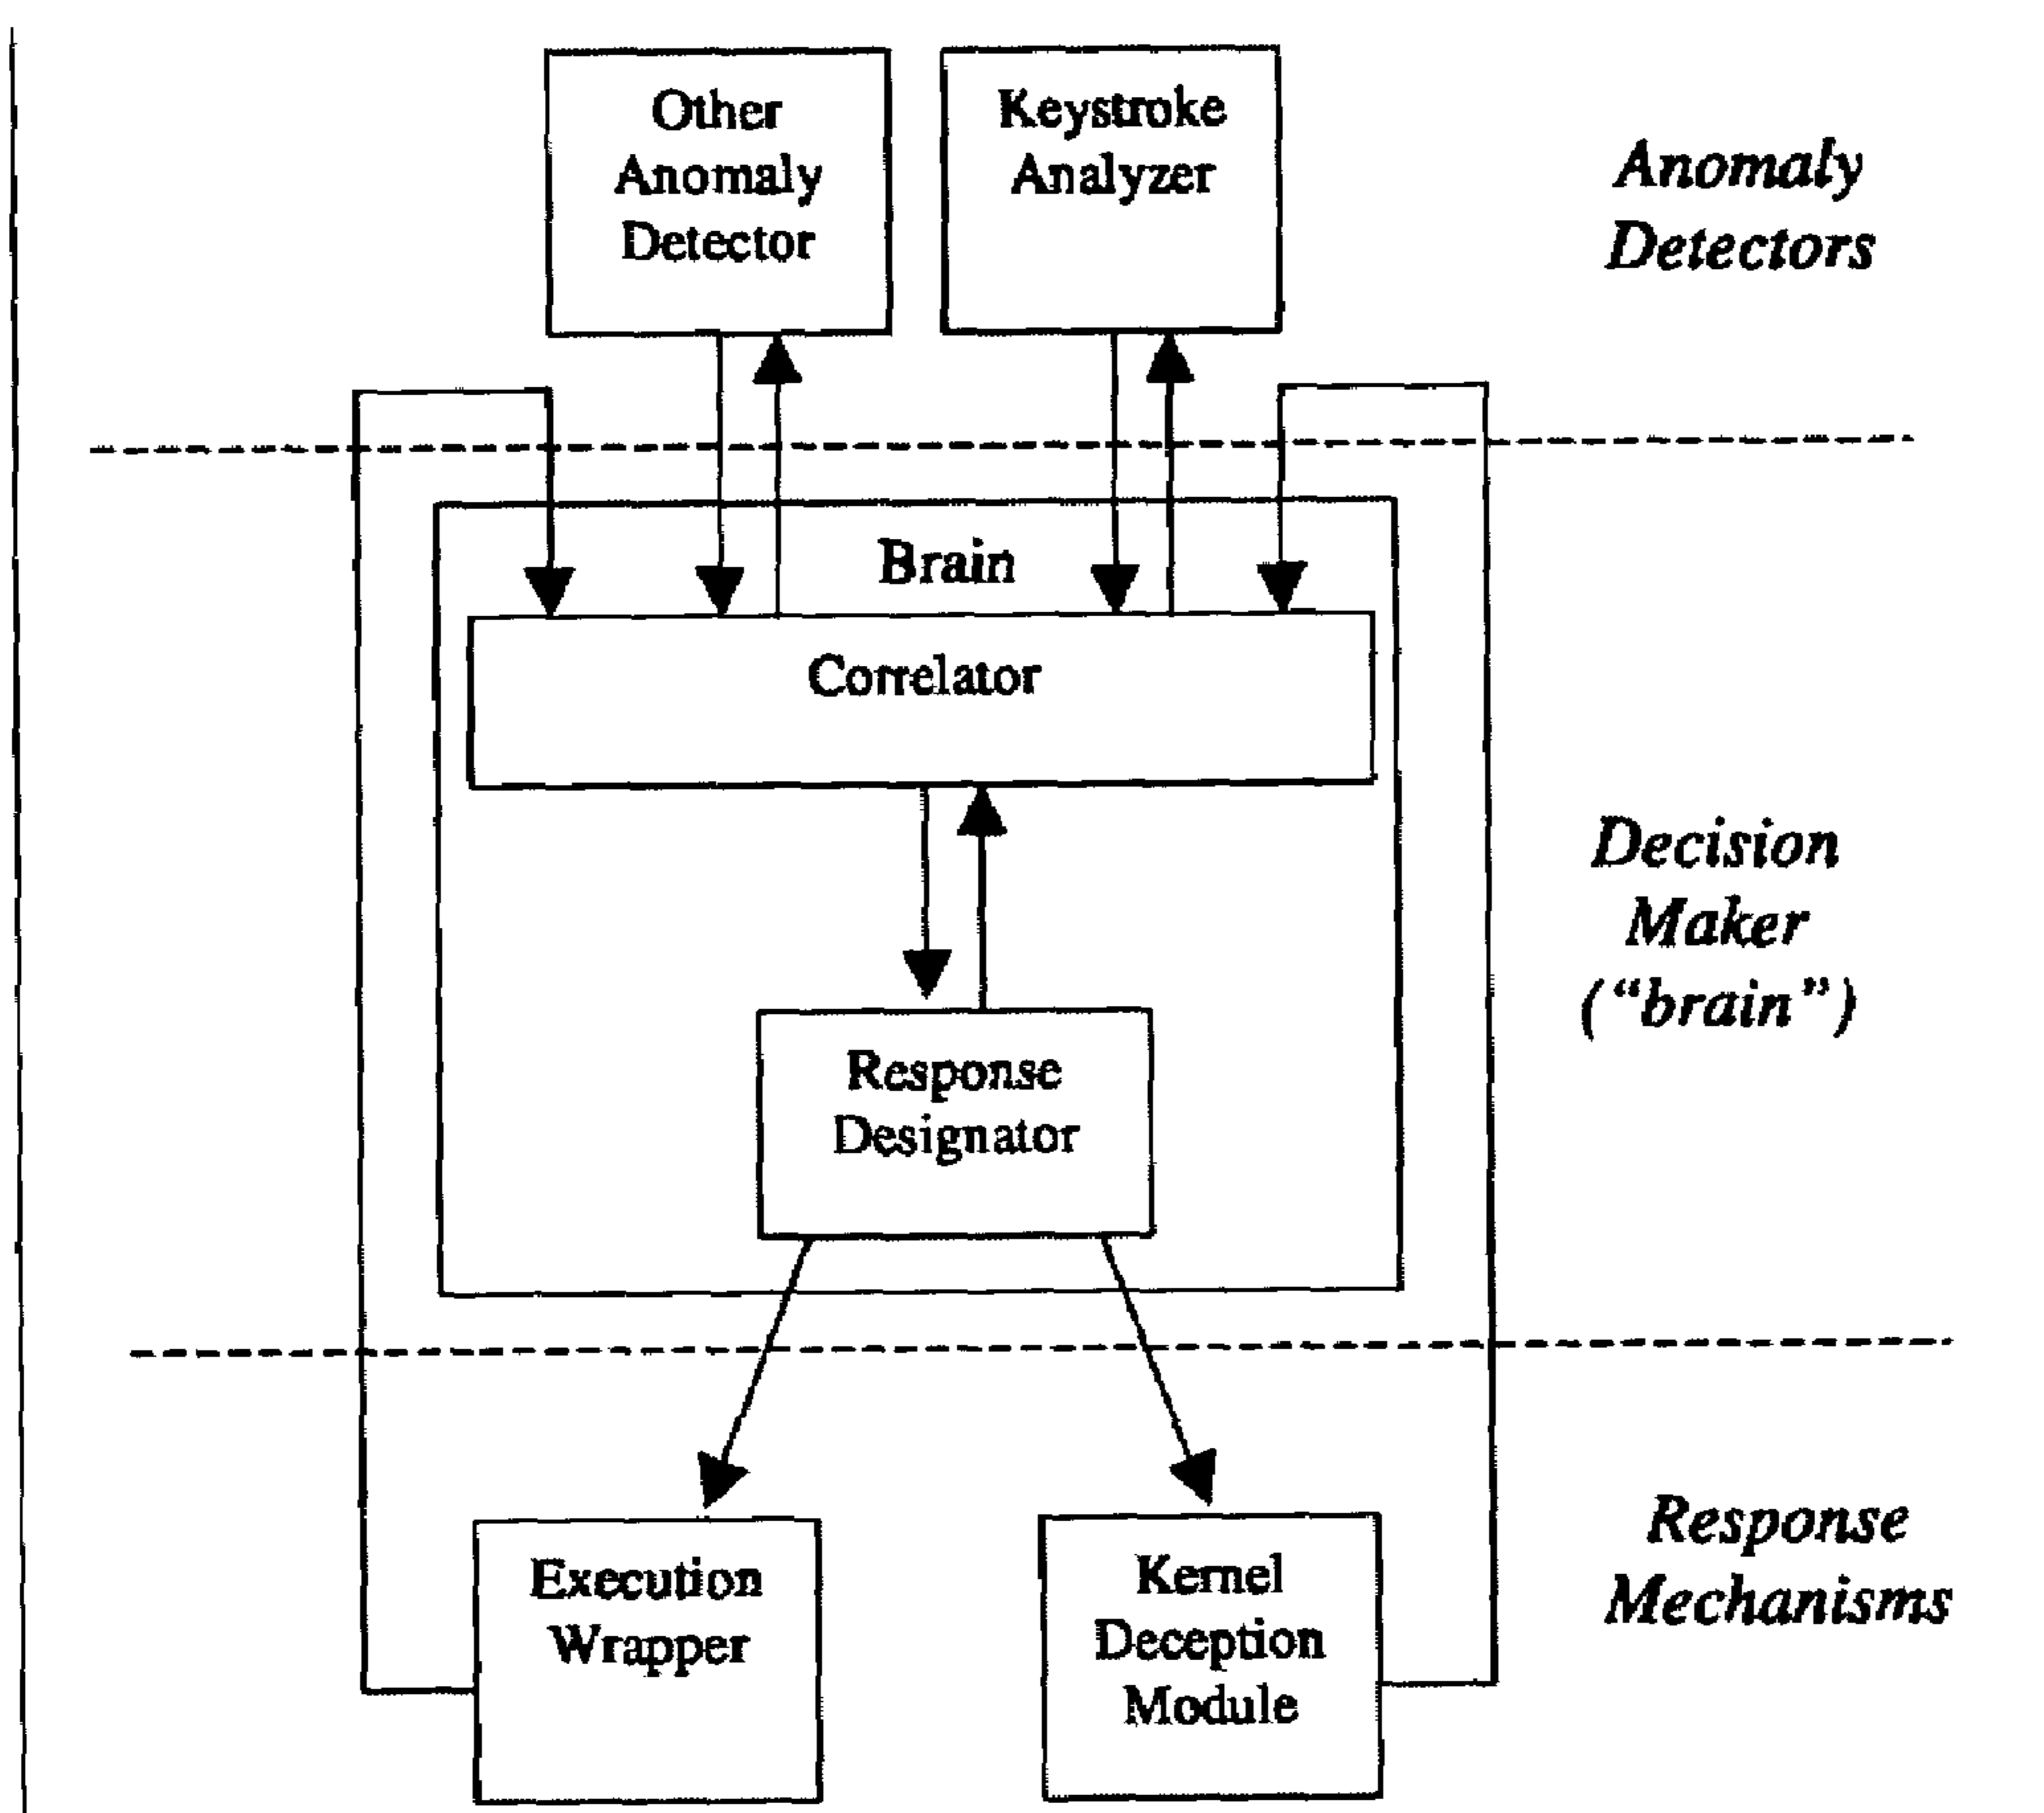 Other
Anomaly
Detector
Keystroke
Analyzer
Anomaly
Detectors
Brain
Correlator
Decision
Maker
(“brain”)
Response
Designator
Execution
Wrapper
Kernel
Deception
Module
Response
Mechanisms